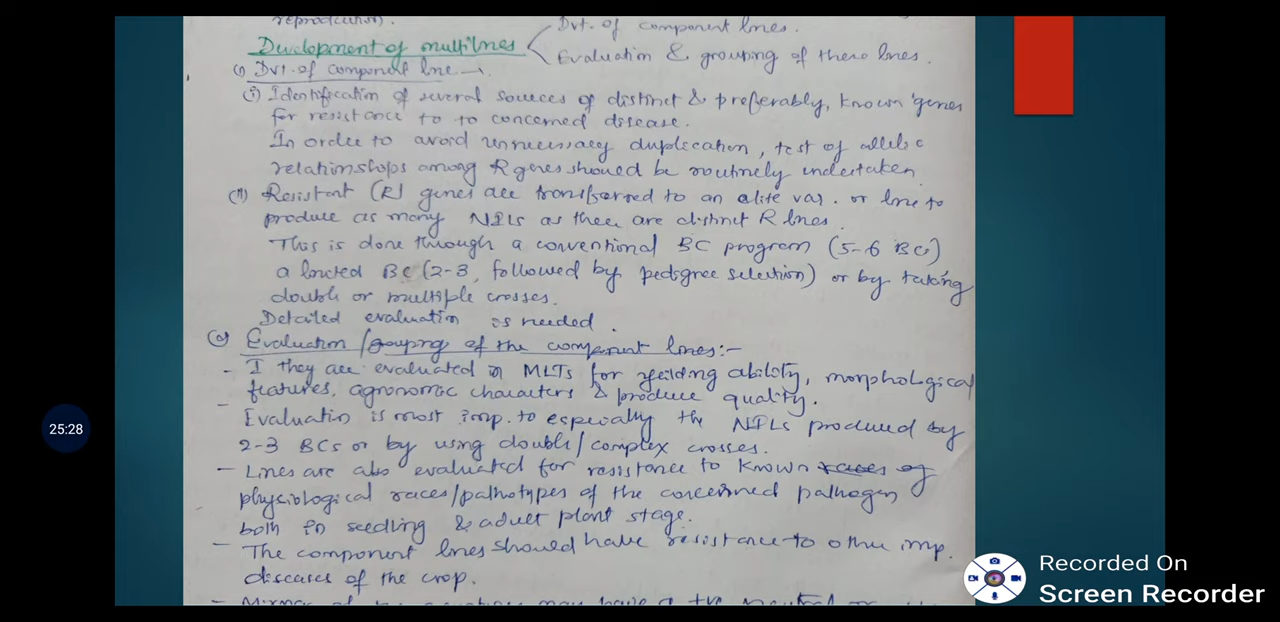 reproduction.
Development of multilines
Dvt. of component lines.
Evaluation & grouping of these lines.
(1) Dvt. of component line →
(i) Identification of several sources of distinct & preferably, known genes
for resistance to to concerned disease.
In order to avoid unnecessary duplication, test of allelic
relationshops among R genes should be routinely undertaken
(ii) Resistant (R) genes are transferred to an elite var. or line to
produce as many NILs as there are distinct R lines.
This is done through a conventional BC program (5-6 BC)
a limited BC (2-3, followed by pedigree selection) or by taking
double or multiple crosses.
Detailed evaluation is needed.
Evaluation / grouping of the component lines:-
- I they are evaluated in MLTs for yeilding ability, morphological
features, agronomic characters & produce quality.
- Evaluation is most imp. to especially the NILs produced by
2-3 BCs or by using double/complex crosses.
- Lines are also evaluated for resistance to known races of
physiological races/pathotypes of the concerned pathogen
both in seedling & adult plant stage.
- The component lines should have resistance to other imp.
diseases of the crop.
25:28
Recorded On
Screen Recorder